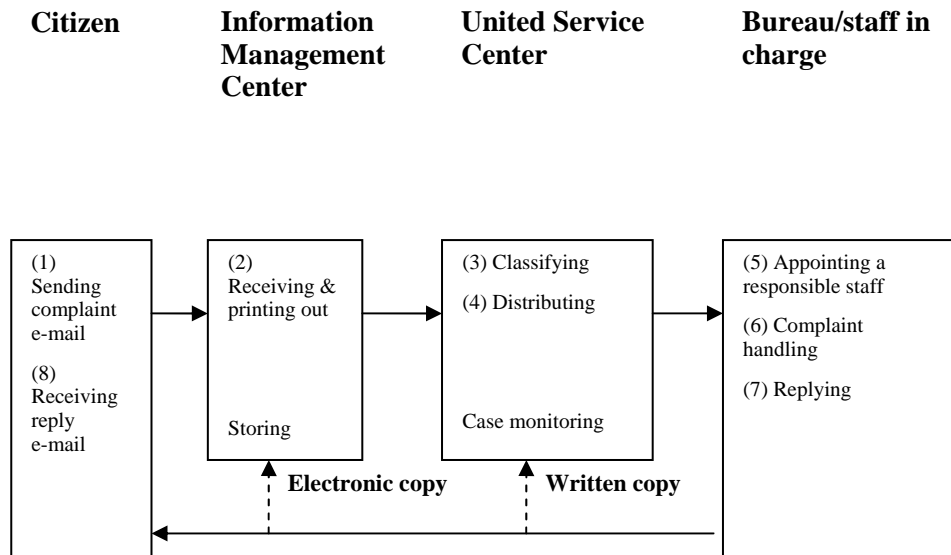 Citizen
Information
Management
Center
United Service
Center
Bureau/staff in
charge
(1)
Sending
complaint
e-mail
(8)
Receiving
reply
e-mail
(2)
Receiving &
printing out
Storing
(3) Classifying
(4) Distributing
Case monitoring
(5) Appointing a
responsible staff
(6) Complaint
handling
(7) Replying
Electronic copy
Written copy